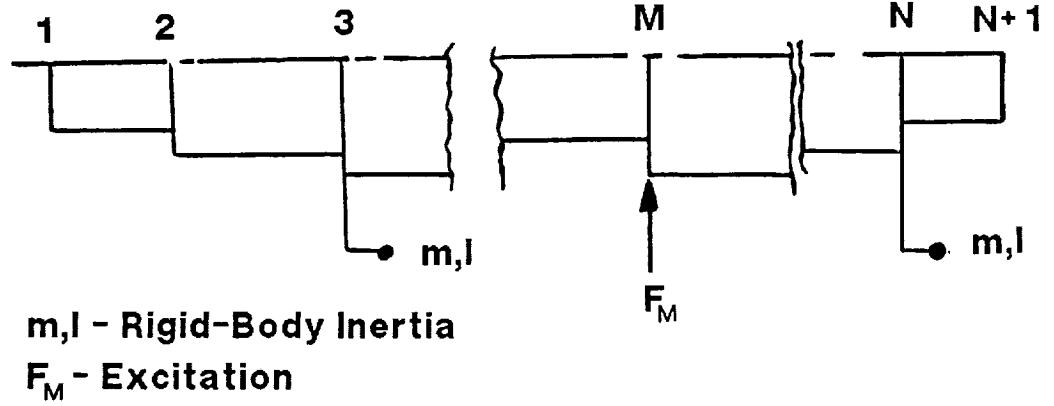 1 2 3 M N N+1
m,I m,I
F_M
m,I - Rigid-Body Inertia
F_M - Excitation